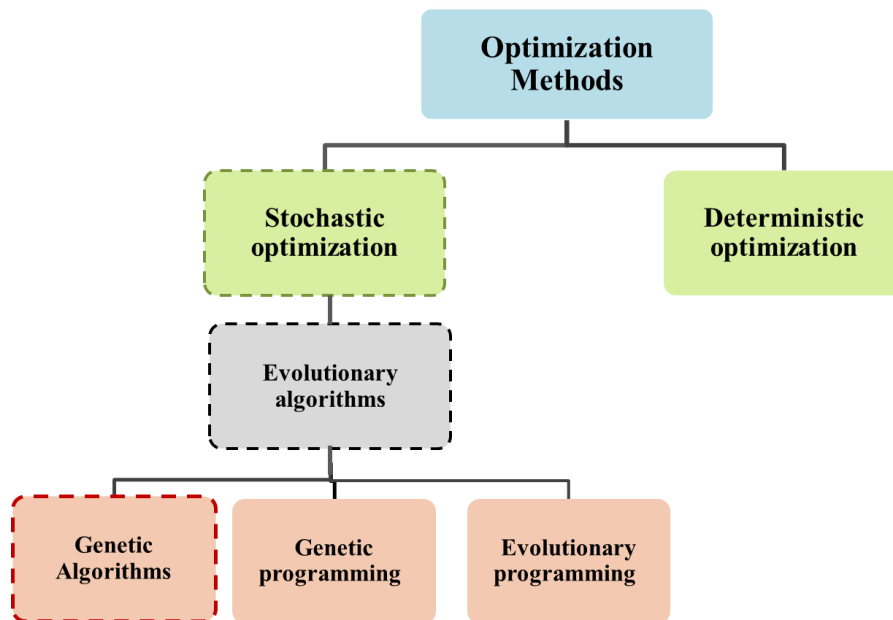 Optimization
Methods
Stochastic
optimization
Deterministic
optimization
Evolutionary
algorithms
Genetic
Algorithms
Genetic
programming
Evolutionary
programming